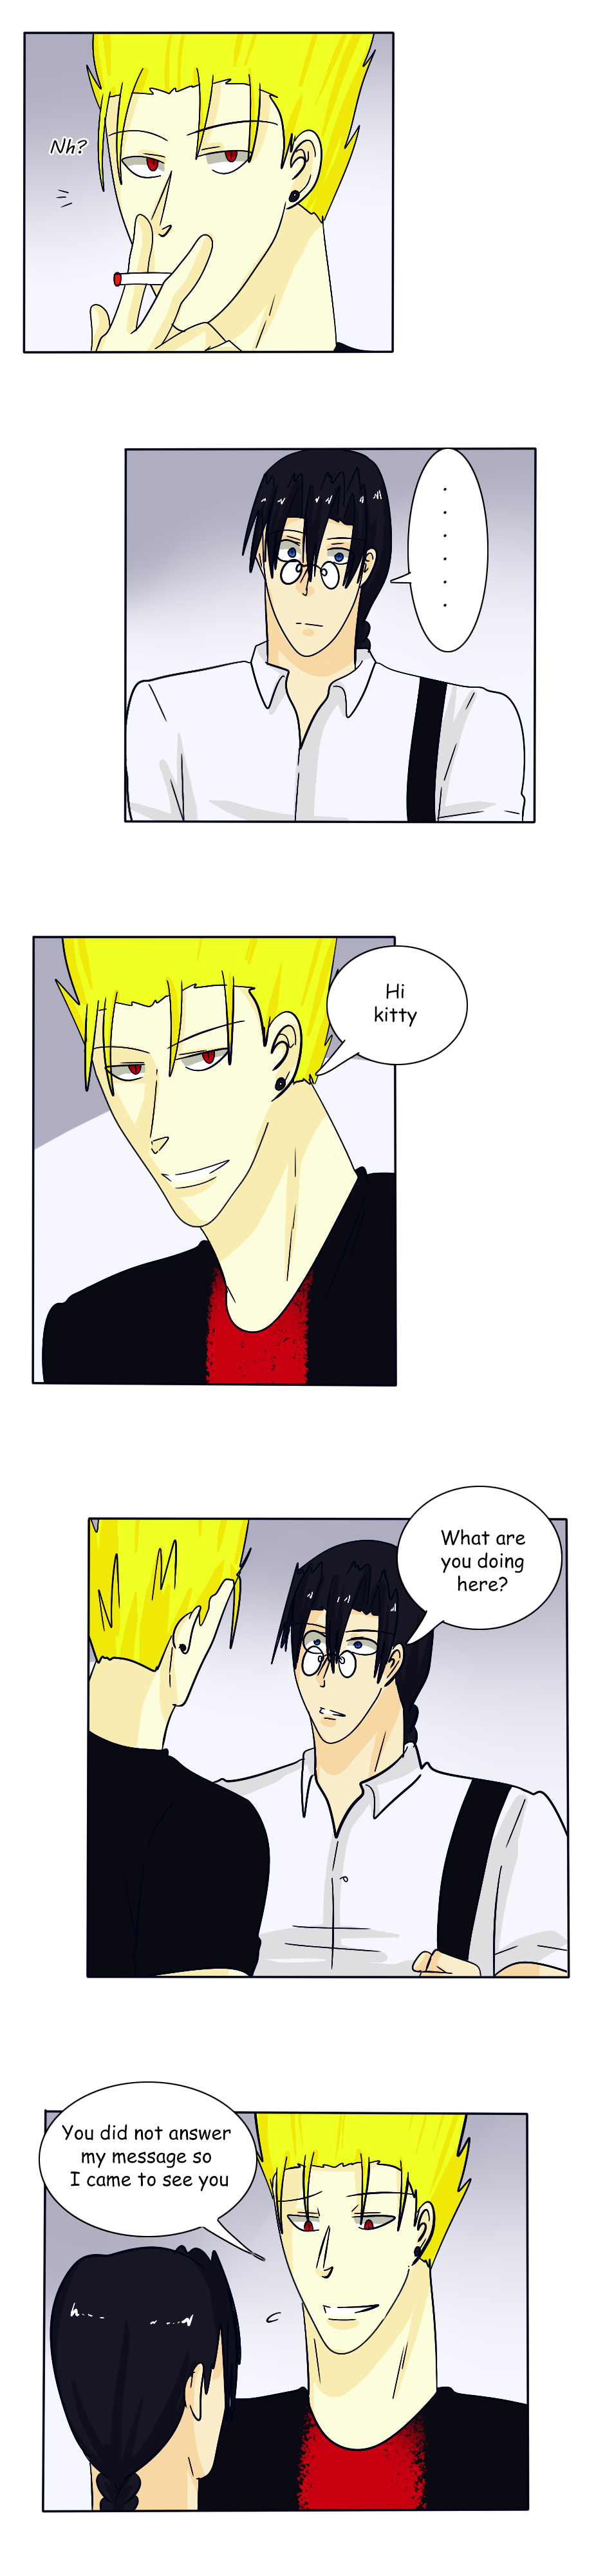 Nh?
. . . . . .
Hi
kitty
What are
you doing
here?
You did not answer
my message so
I came to see you